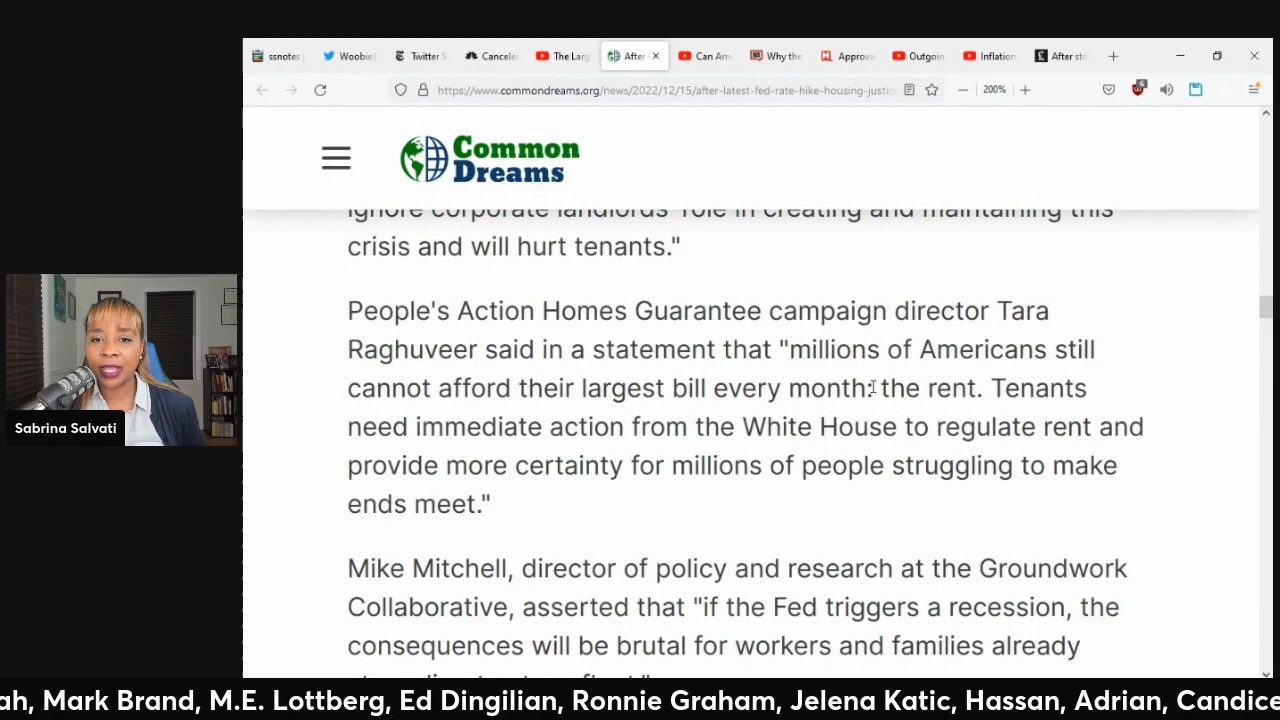 ssnotes
Woobie
Twitter S
Cancele
The Larg
After
Can Am
Why the
Approva
Outgoin
Inflation
After str
https://www.commondreams.org/news/2022/12/15/after-latest-fed-rate-hike-housing-justic
200%
Common
Dreams
ignore corporate landlords' role in creating and maintaining this
crisis and will hurt tenants."
People's Action Homes Guarantee campaign director Tara
Raghuveer said in a statement that "millions of Americans still
cannot afford their largest bill every month: the rent. Tenants
need immediate action from the White House to regulate rent and
provide more certainty for millions of people struggling to make
ends meet."
Mike Mitchell, director of policy and research at the Groundwork
Collaborative, asserted that "if the Fed triggers a recession, the
consequences will be brutal for workers and families already
Sabrina Salvati
ah, Mark Brand, M.E. Lottberg, Ed Dingilian, Ronnie Graham, Jelena Katic, Hassan, Adrian, Candice